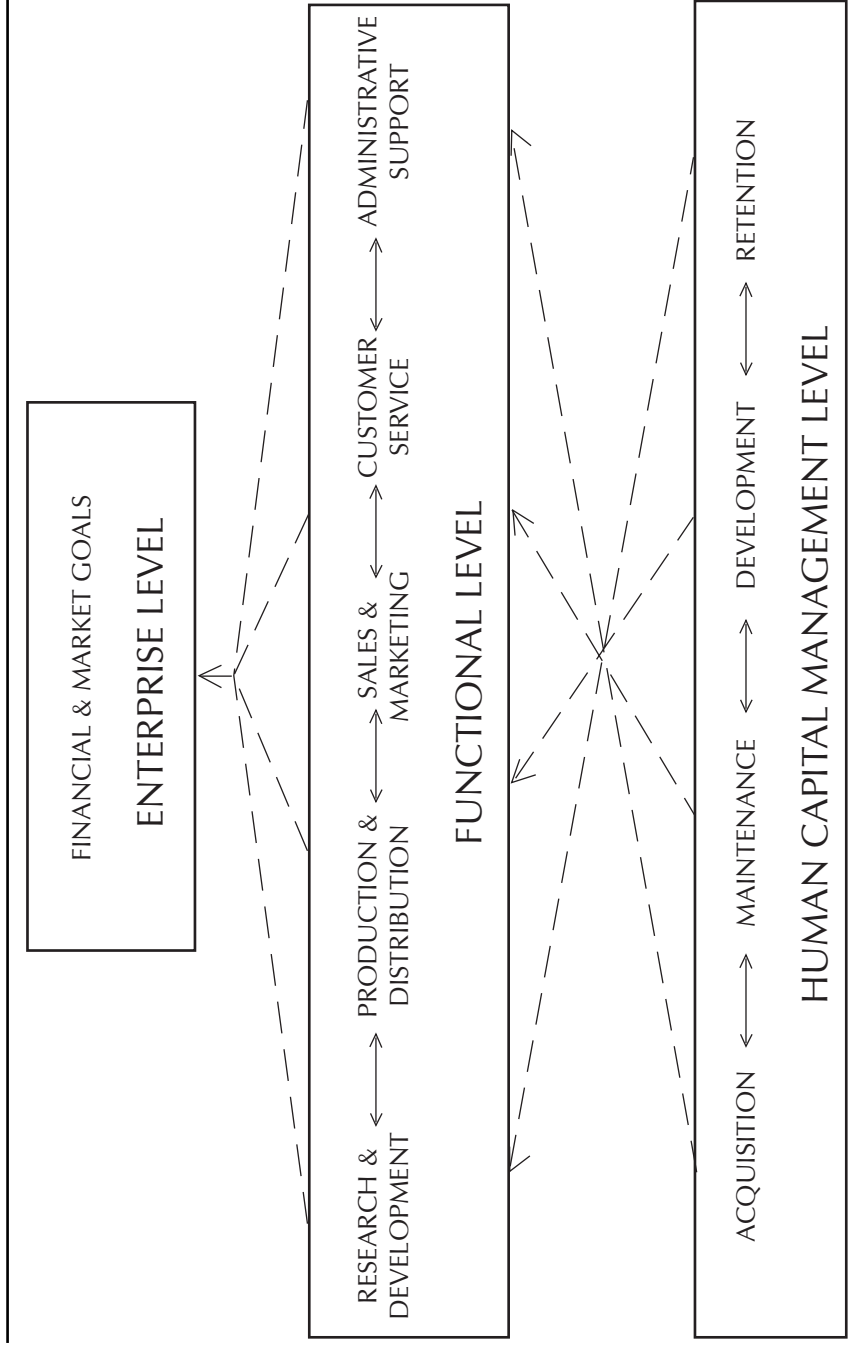 FINANCIAL & MARKET GOALS
ENTERPRISE LEVEL
RESEARCH &
DEVELOPMENT
PRODUCTION &
DISTRIBUTION
SALES &
MARKETING
CUSTOMER
SERVICE
ADMINISTRATIVE
SUPPORT
FUNCTIONAL LEVEL
ACQUISITION
MAINTENANCE
DEVELOPMENT
RETENTION
HUMAN CAPITAL MANAGEMENT LEVEL